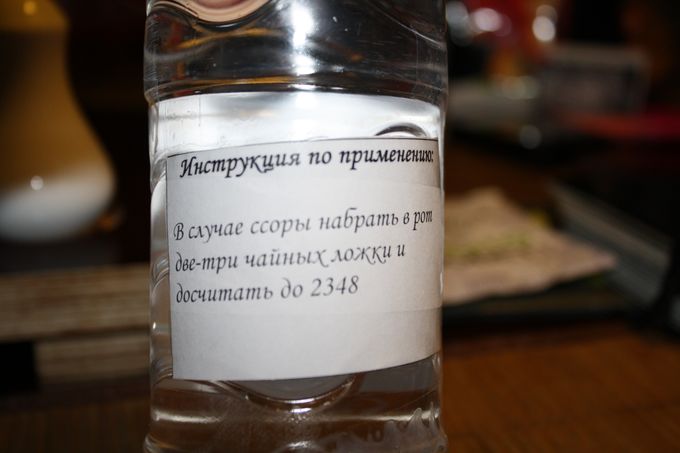 Инструкция по применению:
В случае ссоры набрать в рот
две-три чайных ложки и
досчитать до 2348